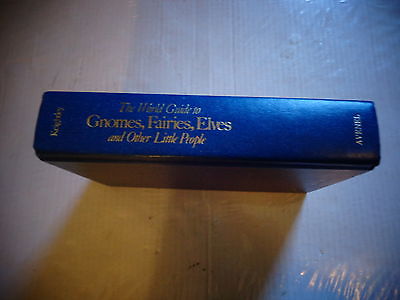 Keightley
The World Guide to
Gnomes, Fairies, Elves
and Other Little People
AVENEL